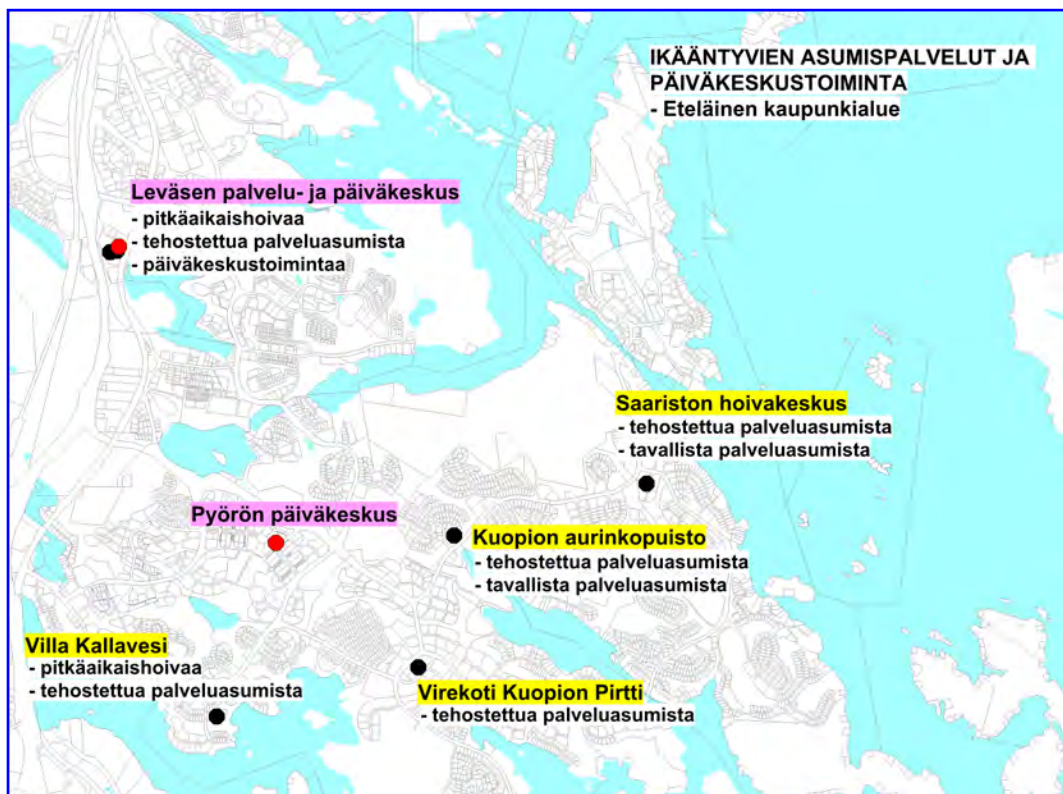 IKÄÄNTYVIEN ASUMISPALVELUT JA
PÄIVÄKESKUSTOIMINTA
- Eteläinen kaupunkialue
Leväsen palvelu- ja päiväkeskus
- pitkäaikaishoivaa
- tehostettua palveluasumista
- päiväkeskustoimintaa
Saariston hoivakeskus
- tehostettua palveluasumista
- tavallista palveluasumista
Pyörön päiväkeskus
Kuopion aurinkopuisto
- tehostettua palveluasumista
- tavallista palveluasumista
Villa Kallavesi
- pitkäaikaishoivaa
- tehostettua palveluasumista
Virekoti Kuopion Pirtti
- tehostettua palveluasumista